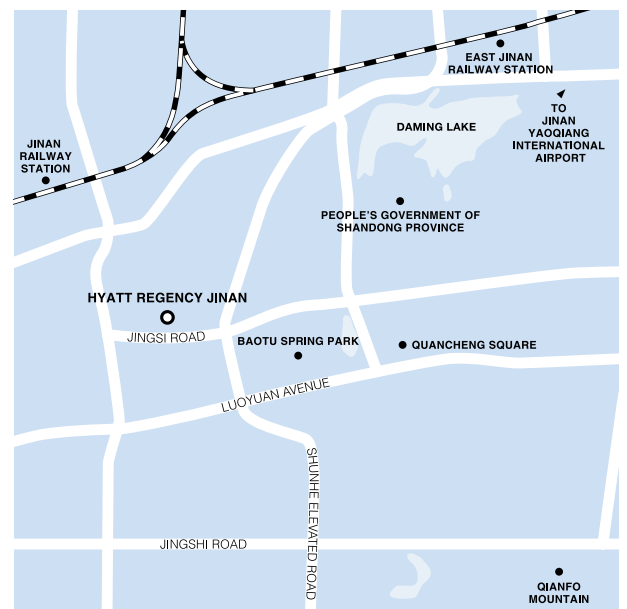 EAST JINAN
RAILWAY STATION
TO
JINAN
YAOQIANG
INTERNATIONAL
AIRPORT
DAMING LAKE
JINAN
RAILWAY
STATION
PEOPLE'S GOVERNMENT OF
SHANDONG PROVINCE
HYATT REGENCY JINAN
JINGSI ROAD
BAOTU SPRING PARK
QUANCHENG SQUARE
LUOYUAN AVENUE
SHUNHE ELEVATED ROAD
JINGSHI ROAD
QIANFO
MOUNTAIN